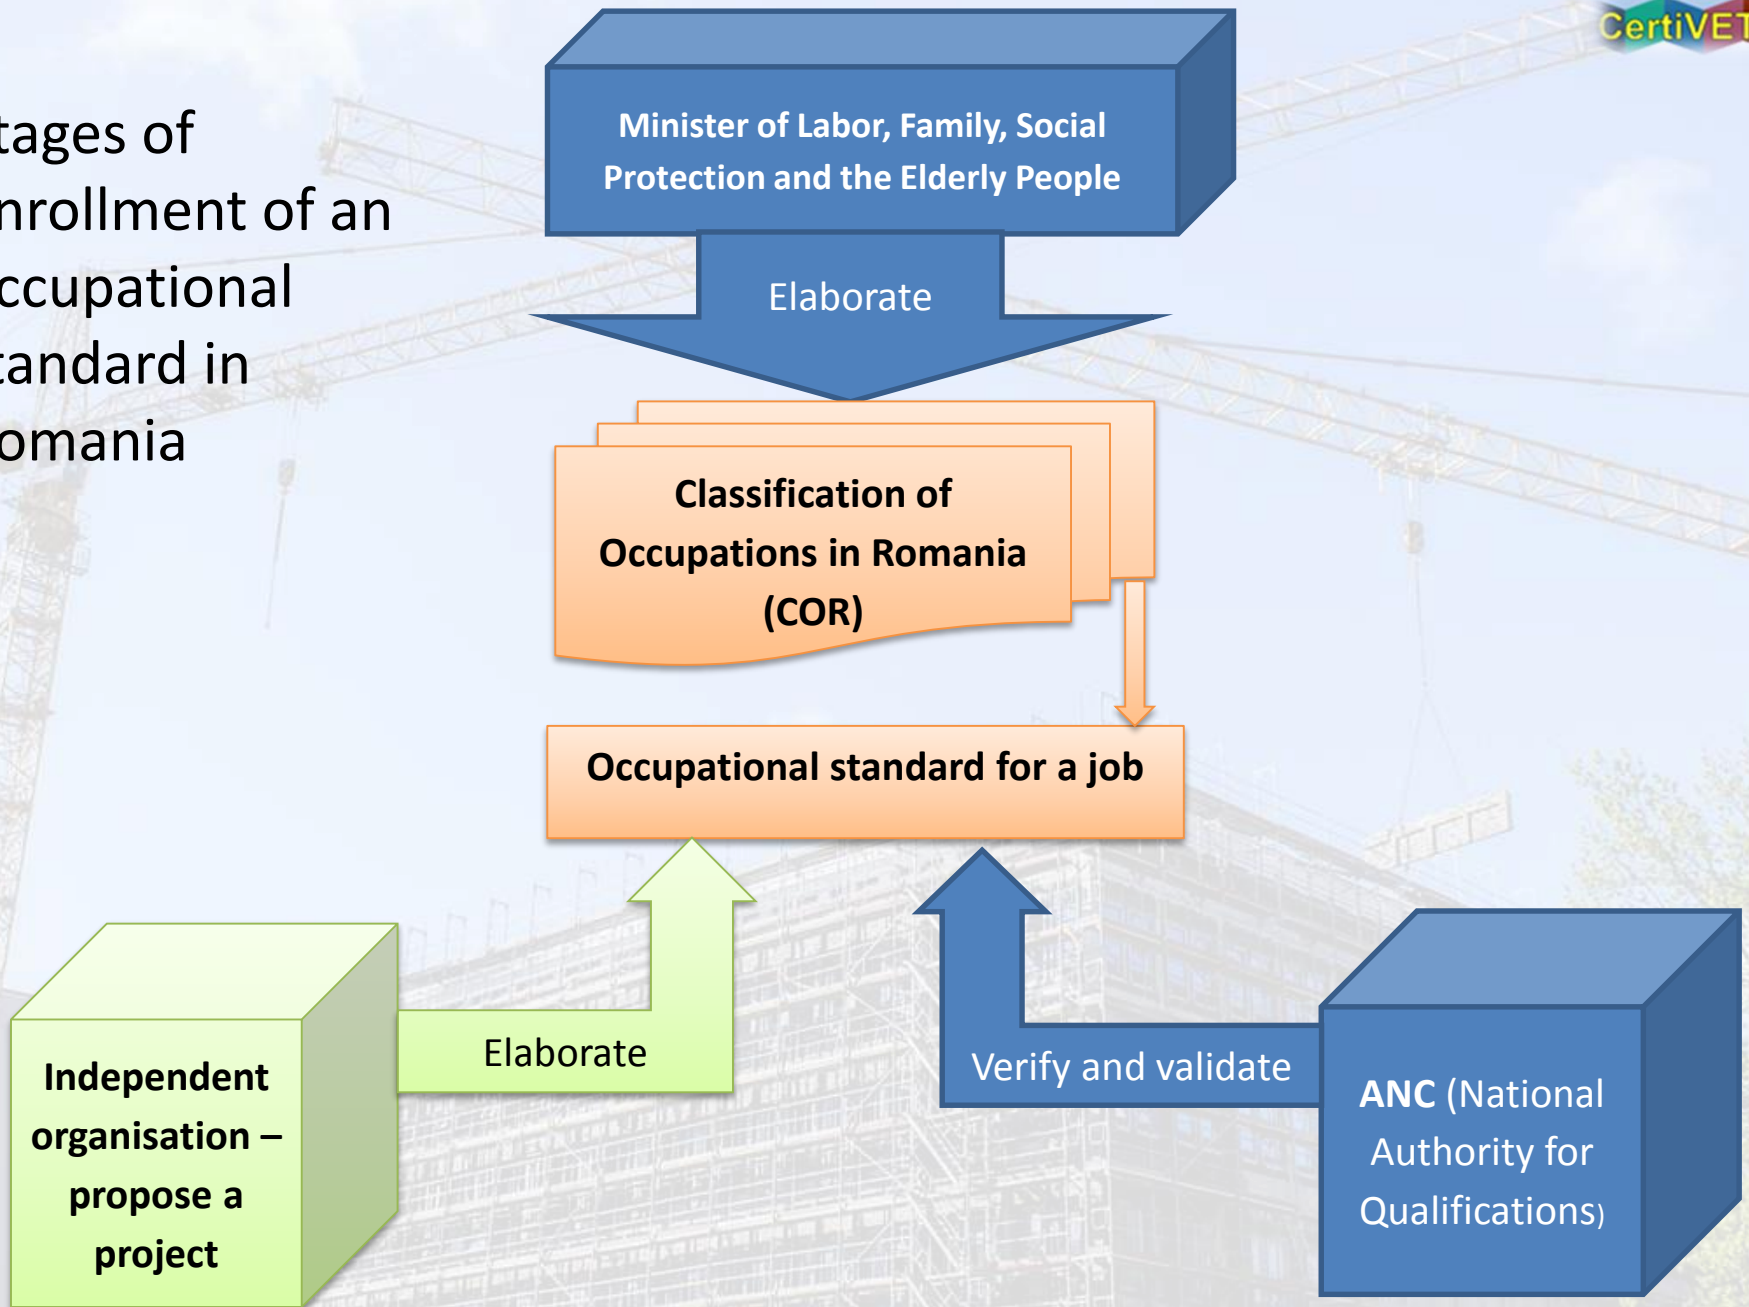 CertiVET
tages of
nrollment of an
ccupational
tandard in
omania
Minister of Labor, Family, Social
Protection and the Elderly People
Elaborate
Classification of
Occupations in Romania
(COR)
Occupational standard for a job
Elaborate
Verify and validate
Independent
organisation –
propose a
project
ANC (National
Authority for
Qualifications)